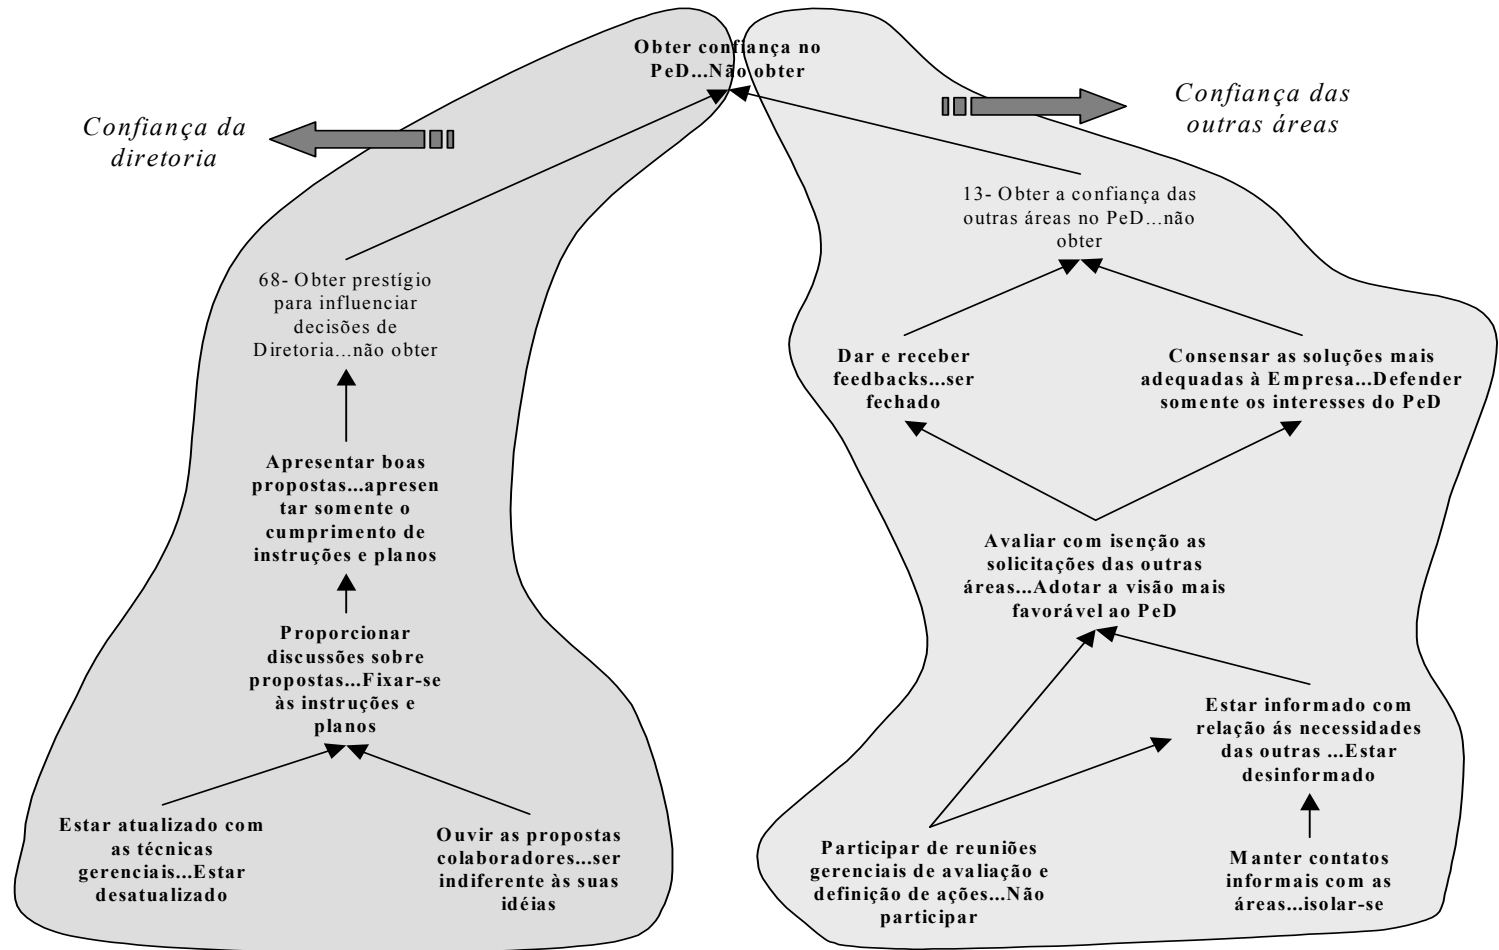 Obter confiança no
PeD...Não obter
Confiança da
diretoria
Confiança das
outras áreas
13- Obter a confiança das
outras áreas no PeD...não
obter
68- Obter prestígio
para influenciar
decisões de
Diretoria...não obter
Dar e receber
feedbacks...ser
fechado
Consensar as soluções mais
adequadas à Empresa...Defender
somente os interesses do PeD
Apresentar boas
propostas...apresen
tar somente o
cumprimento de
instruções e planos
Avaliar com isenção as
solicitações das outras
áreas...Adotar a visão mais
favorável ao PeD
Proporcionar
discussões sobre
propostas...Fixar-se
às instruções e
planos
Estar informado com
relação ás necessidades
das outras ...Estar
desinformado
Estar atualizado com
as técnicas
gerenciais...Estar
desatualizado
Ouvir as propostas
colaboradores...ser
indiferente às suas
idéias
Participar de reuniões
gerenciais de avaliação e
definição de ações...Não
participar
Manter contatos
informais com as
áreas...isolar-se